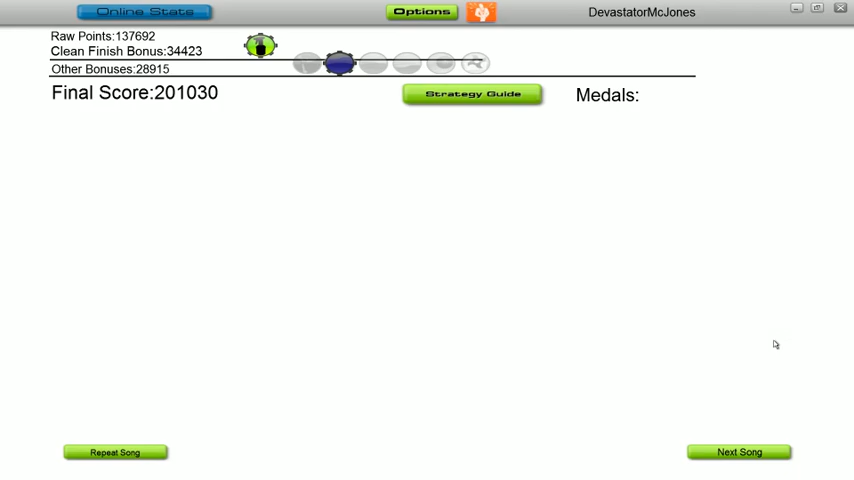 Online Stats
Options
DevastatorMcJones
Raw Points:137692
Clean Finish Bonus:34423
Other Bonuses:28915
Final Score:201030
Strategy Guide
Medals:
Repeat Song
Next Song